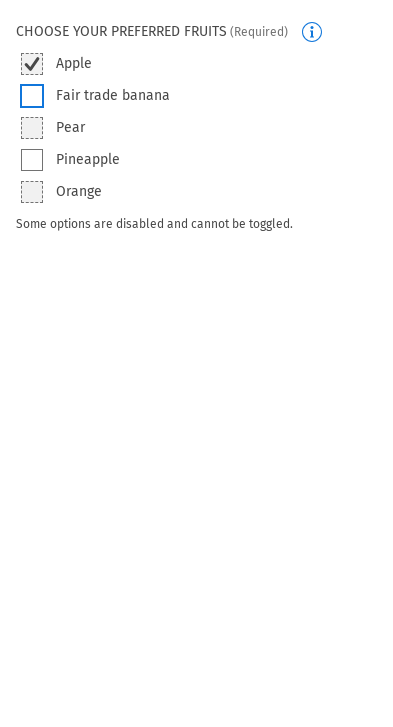 CHOOSE YOUR PREFERRED FRUITS (Required)
Apple
Fair trade banana
Pear
Pineapple
Orange
Some options are disabled and cannot be toggled.